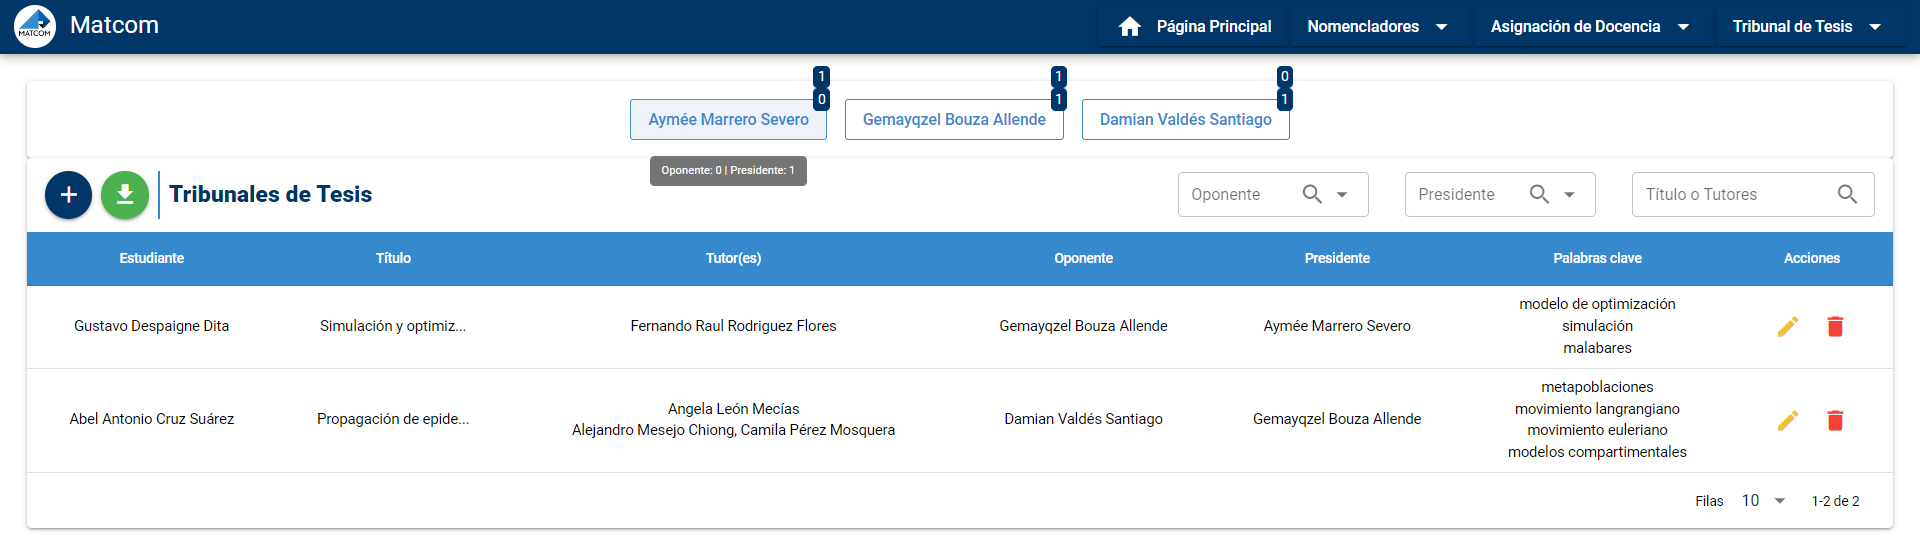 MATCOM
Matcom
Página Principal
Nomencladores
Asignación de Docencia
Tribunal de Tesis
1
0
Aymée Marrero Severo
1
1
Gemayqzel Bouza Allende
0
1
Damian Valdés Santiago
Oponente: 0 | Presidente: 1
Tribunales de Tesis
Oponente
Presidente
Título o Tutores
Estudiante
Título
Tutor(es)
Oponente
Presidente
Palabras clave
Acciones
Gustavo Despaigne Dita
Simulación y optimiz...
Fernando Raul Rodriguez Flores
Gemayqzel Bouza Allende
Aymée Marrero Severo
modelo de optimización
simulación
malabares
Abel Antonio Cruz Suárez
Propagación de epide...
Angela León Mecías
Alejandro Mesejo Chiong, Camila Pérez Mosquera
Damian Valdés Santiago
Gemayqzel Bouza Allende
metapoblaciones
movimiento langrangiano
movimiento euleriano
modelos compartimentales
Filas
10
1-2 de 2